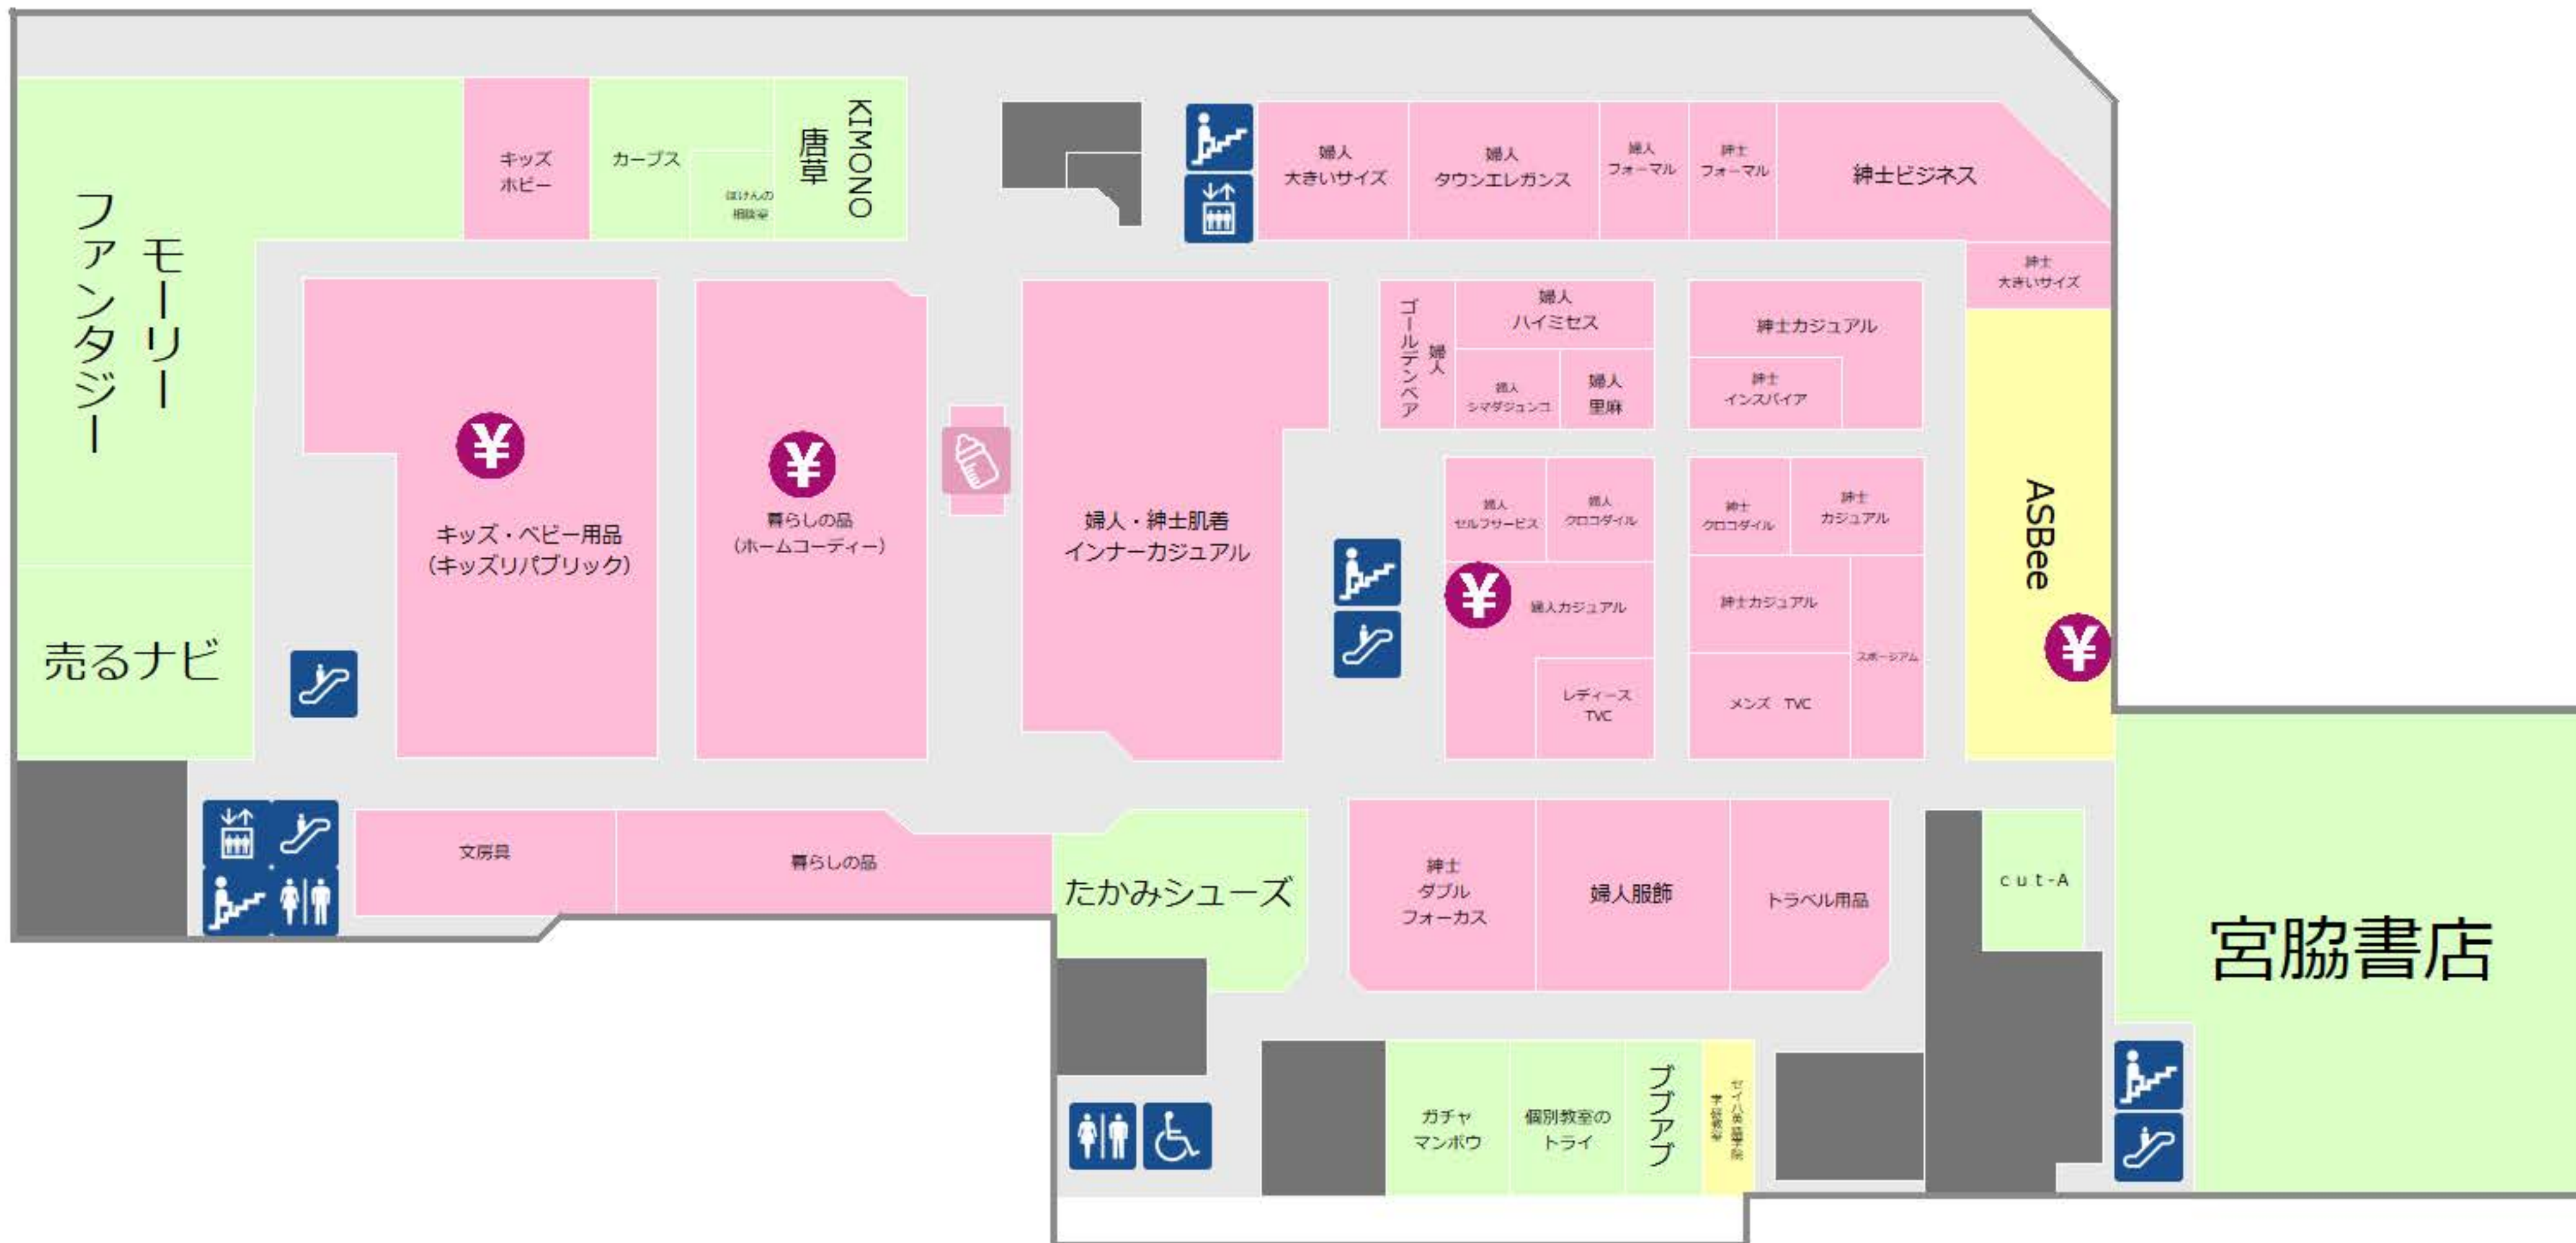 モーリー
ファンタジー
キッズ
ホビー
カーブス
ほけんの
相談室
KIMONO
唐草
婦人
大きいサイズ
婦人
タウンエレガンス
婦人
フォーマル
紳士
フォーマル
紳士ビジネス
紳士
大きいサイズ
婦人
ゴールデンベア
婦人
ハイミセス
婦人
シマダジュンコ
婦人
里麻
紳士カジュアル
紳士
インスパイア
ASBee
¥
キッズ・ベビー用品
（キッズリパブリック）
¥
暮らしの品
（ホームコーディー）
婦人・紳士肌着
インナーカジュアル
婦人
セルフサービス
婦人
クロコダイル
¥
婦人カジュアル
レディース
TVC
紳士
クロコダイル
紳士
カジュアル
紳士カジュアル
スポージアム
メンズ TVC
¥
売るナビ
文房具
暮らしの品
たかみシューズ
紳士
ダブル
フォーカス
婦人服飾
トラベル用品
cut-A
宮脇書店
ガチャ
マンボウ
個別教室の
トライ
ブブアブ
セイハ英語学院
学研教室